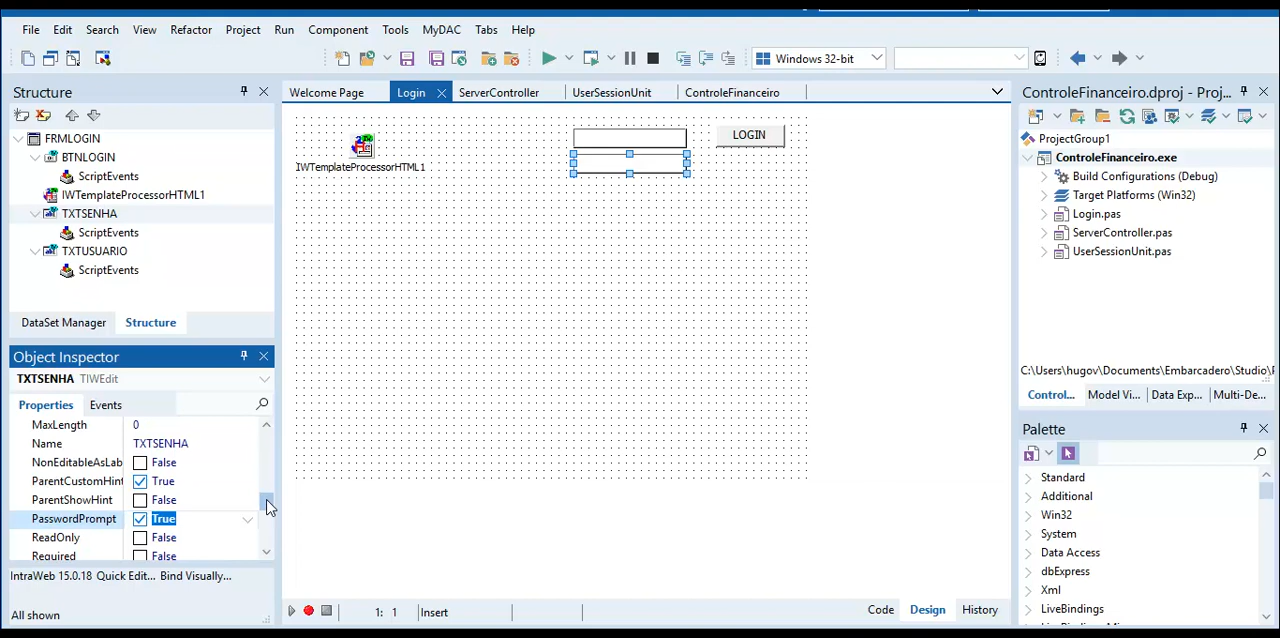 File Edit Search View Refactor Project Run Component Tools MyDAC Tabs Help
Windows 32-bit
Structure
FRMLOGIN
BTNLOGIN
ScriptEvents
IWTemplateProcessorHTML1
TXTSENHA
ScriptEvents
TXTUSUARIO
ScriptEvents
DataSet Manager Structure
Object Inspector
TXTSENHA TIWEdit
Properties Events
MaxLength 0
Name TXTSENHA
NonEditableAsLab False
ParentCustomHint True
ParentShowHint False
PasswordPrompt True
ReadOnly False
Required False
IntraWeb 15.0.18 Quick Edit... Bind Visually...
All shown
Welcome Page Login ServerController UserSessionUnit ControleFinanceiro
LOGIN
IWTemplateProcessorHTML1
1: 1 Insert
Code Design History
ControleFinanceiro.dproj - Proj...
ProjectGroup1
ControleFinanceiro.exe
Build Configurations (Debug)
Target Platforms (Win32)
Login.pas
ServerController.pas
UserSessionUnit.pas
C:\Users\hugov\Documents\Embarcadero\Studio\
Control... Model Vi... Data Exp... Multi-De...
Palette
Standard
Additional
Win32
System
Data Access
dbExpress
Xml
LiveBindings